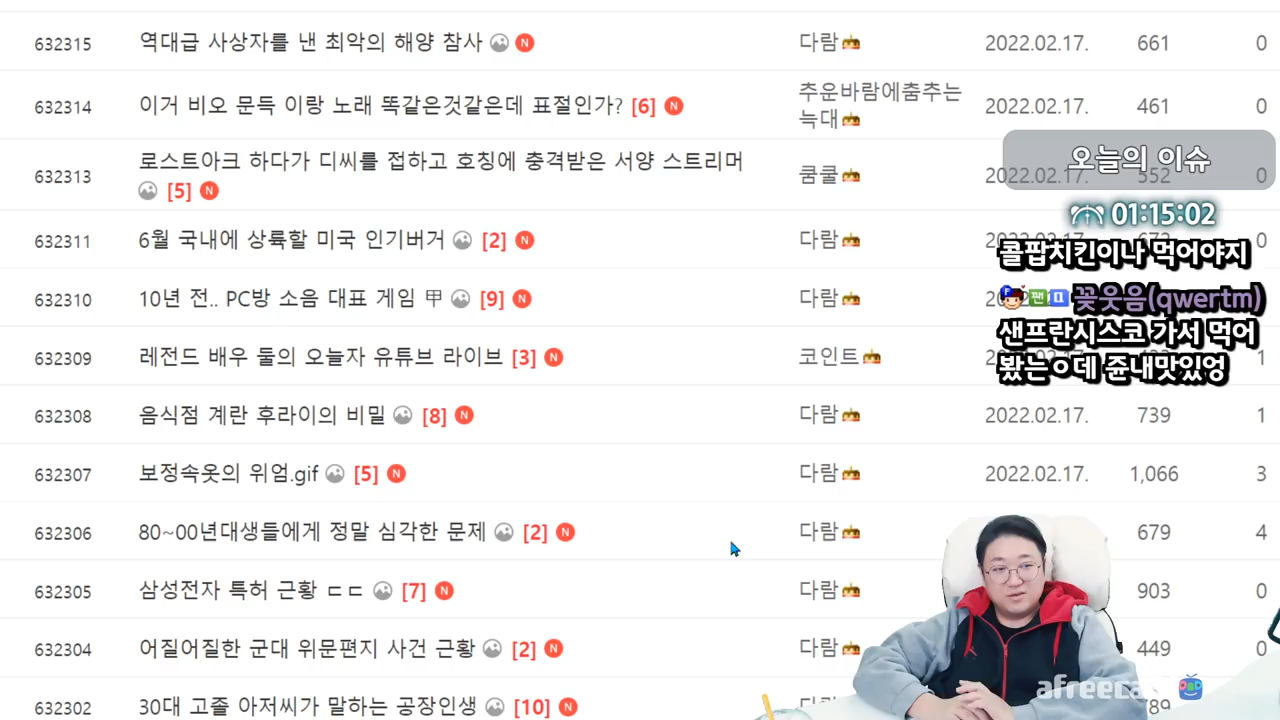 632315 역대급 사상자를 낸 최악의 해양 참사 N 다람 2022.02.17. 661 0
632314 이거 비오 문득 이랑 노래 똑같은것같은데 표절인가? [6] N 추운바람에춤추는 늑대 2022.02.17. 461 0
632313 로스트아크 하다가 디씨를 접하고 호칭에 충격받은 서양 스트리머
[5] N 쿰쿨 2022.02.17. 552 0
오늘의 이슈
01:15:02
632311 6월 국내에 상륙할 미국 인기버거 [2] N 다람 0
콜팝치킨이나 먹어야지
632310 10년 전.. PC방 소음 대표 게임 甲 [9] N 다람
팬 꽃웃음(qwertm)
샌프란시스코 가서 먹어
봤는ㅇ데 쥰내맛있엉
632309 레전드 배우 둘의 오늘자 유튜브 라이브 [3] N 코인트 1
632308 음식점 계란 후라이의 비밀 [8] N 다람 2022.02.17. 739 1
632307 보정속옷의 위엄.gif [5] N 다람 2022.02.17. 1,066 3
632306 80~00년대생들에게 정말 심각한 문제 [2] N 다람 679 4
632305 삼성전자 특허 근황 ㄷㄷ [7] N 다람 903 0
632304 어질어질한 군대 위문편지 사건 근황 [2] N 다람 449 0
632302 30대 고졸 아저씨가 말하는 공장인생 [10] N
afreeca